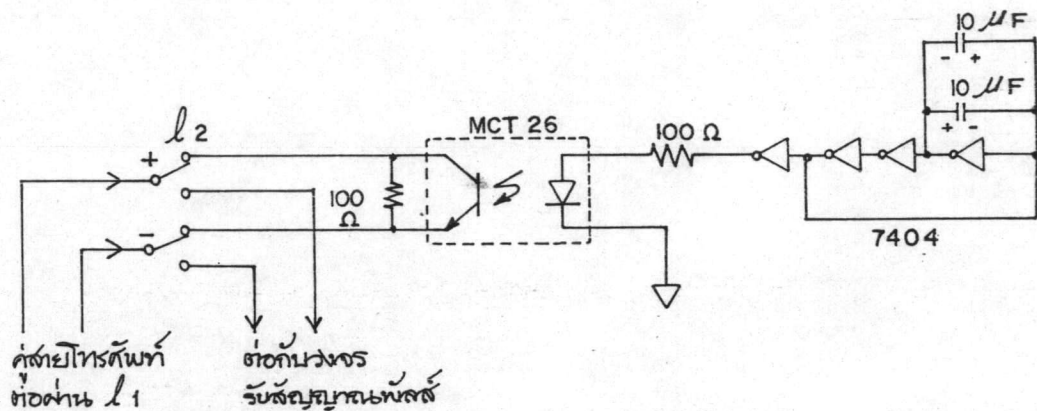 10 µF
- +
10 µF
+ -
l2
MCT 26
100 Ω
+
100
Ω
-
7404
คู่สายโทรศัพท์
ต่อผ่าน l1
ต่อกับวงจร
รับสัญญาณพัลส์